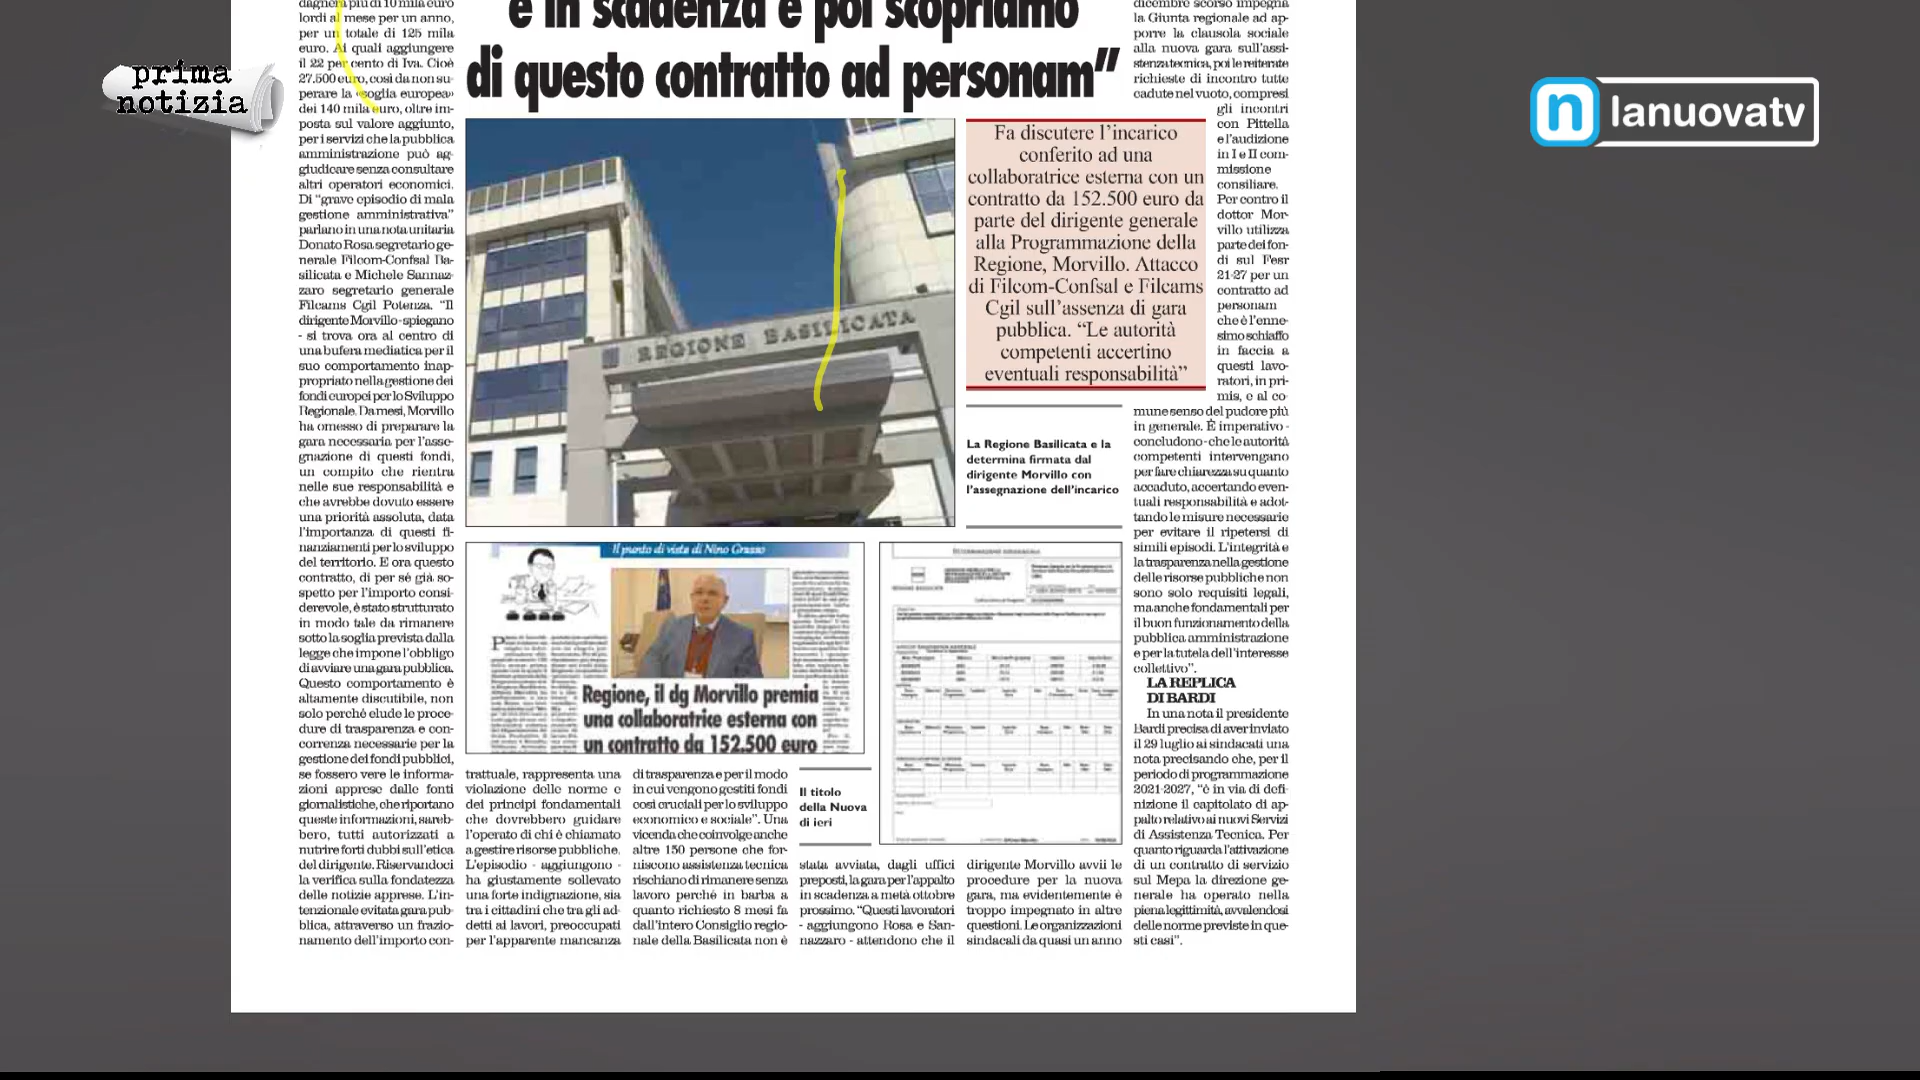 prima
notizia
lanuovatv
e in scadenza e poi scopriamo
di questo contratto ad personam”
dagnerà più di 10 mila euro
lordi al mese per un anno,
per un totale di 125 mila
euro. Ai quali aggiungere
il 22 per cento di Iva. Cioè
27.500 euro, così da non su-
perare la «soglia europea»
dei 140 mila euro, oltre im-
posta sul valore aggiunto,
per i servizi che la pubblica
amministrazione può ag-
giudicare senza consultare
altri operatori economici.
Di “grave episodio di mala
gestione amministrativa”
parlano in una nota unitaria
Donato Rosa segretario ge-
nerale Filcom-Confsal Ba-
silicata e Michele Sannaz-
zaro segretario generale
Filcams Cgil Potenza. “Il
dirigente Morvillo - spiegano
- si trova ora al centro di
una bufera mediatica per il
suo comportamento inap-
propriato nella gestione dei
fondi europei per lo Sviluppo
Regionale. Da mesi, Morvillo
ha omesso di preparare la
gara necessaria per l’asse-
gnazione di questi fondi,
un compito che rientra
nelle sue responsabilità e
che avrebbe dovuto essere
una priorità assoluta, data
l’importanza di questi fi-
nanziamenti per lo sviluppo
del territorio. E ora questo
contratto, di per sé già so-
spetto per l’importo consi-
derevole, è stato strutturato
in modo tale da rimanere
sotto la soglia prevista dalla
legge che impone l’obbligo
di avviare una gara pubblica.
Questo comportamento è
altamente discutibile, non
solo perché elude le proce-
dure di trasparenza e con-
correnza necessarie per la
gestione dei fondi pubblici,
se fossero vere le informa-
zioni apprese dalle fonti
giornalistiche, che riportano
queste informazioni, sareb-
bero, tutti autorizzati a
nutrire forti dubbi sull’etica
del dirigente. Riservandoci
la verifica sulla fondatezza
delle notizie apprese. L’in-
tenzionale evitata gara pub-
blica, attraverso un frazio-
namento dell’importo con-
REGIONE BASILICATA
Fa discutere l’incarico
conferito ad una
collaboratrice esterna con un
contratto da 152.500 euro da
parte del dirigente generale
alla Programmazione della
Regione, Morvillo. Attacco
di Filcom-Confsal e Filcams
Cgil sull’assenza di gara
pubblica. “Le autorità
competenti accertino
eventuali responsabilità”
La Regione Basilicata e la
determina firmata dal
dirigente Morvillo con
l’assegnazione dell’incarico
Il punto di vista di Nino Grasso
Regione, il dg Morvillo premia
una collaboratrice esterna con
un contratto da 152.500 euro
Il titolo
della Nuova
di ieri
trattuale, rappresenta una
violazione delle norme e
dei principi fondamentali
che dovrebbero guidare
l’operato di chi è chiamato
a gestire risorse pubbliche.
L’episodio - aggiungono -
ha giustamente sollevato
una forte indignazione, sia
tra i cittadini che tra gli ad-
detti ai lavori, preoccupati
per l’apparente mancanza
di trasparenza e per il modo
in cui vengono gestiti fondi
così cruciali per lo sviluppo
economico e sociale”. Una
vicenda che coinvolge anche
altre 150 persone che for-
niscono assistenza tecnica
rischiano di rimanere senza
lavoro perché in barba a
quanto richiesto 8 mesi fa
dall’intero Consiglio regio-
nale della Basilicata non è
stata avviata, dagli uffici
preposti, la gara per l’appalto
in scadenza a metà ottobre
prossimo. “Questi lavoratori
- aggiungono Rosa e San-
nazzaro - attendono che il
dirigente Morvillo avvii le
procedure per la nuova
gara, ma evidentemente è
troppo impegnato in altre
questioni. Le organizzazioni
sindacali da quasi un anno
dicembre scorso impegna
la Giunta regionale ad ap-
porre la clausola sociale
alla nuova gara sull’assi-
stenza tecnica, poi le reiterate
richieste di incontro tutte
cadute nel vuoto, compresi
gli incontri
con Pittella
e l’audizione
in I e II com-
missione
consiliare.
Per contro il
dottor Mor-
villo utilizza
parte dei fon-
di sul Fesr
21-27 per un
contratto ad
personam
che è l’enne-
simo schiaffo
in faccia a
questi lavo-
ratori, in pri-
mis, e al co-
mune senso del pudore più
in generale. È imperativo -
concludono - che le autorità
competenti intervengano
per fare chiarezza su quanto
accaduto, accertando even-
tuali responsabilità e adot-
tando le misure necessarie
per evitare il ripetersi di
simili episodi. L’integrità e
la trasparenza nella gestione
delle risorse pubbliche non
sono solo requisiti legali,
ma anche fondamentali per
il buon funzionamento della
pubblica amministrazione
e per la tutela dell’interesse
collettivo”.
LA REPLICA
DI BARDI
In una nota il presidente
Bardi precisa di aver inviato
il 29 luglio ai sindacati una
nota precisando che, per il
periodo di programmazione
2021-2027, “è in via di defi-
nizione il capitolato di ap-
palto relativo ai nuovi Servizi
di Assistenza Tecnica. Per
quanto riguarda l’attivazione
di un contratto di servizio
sul Mepa la direzione ge-
nerale ha operato nella
piena legittimità, avvalendosi
delle norme previste in que-
sti casi”.